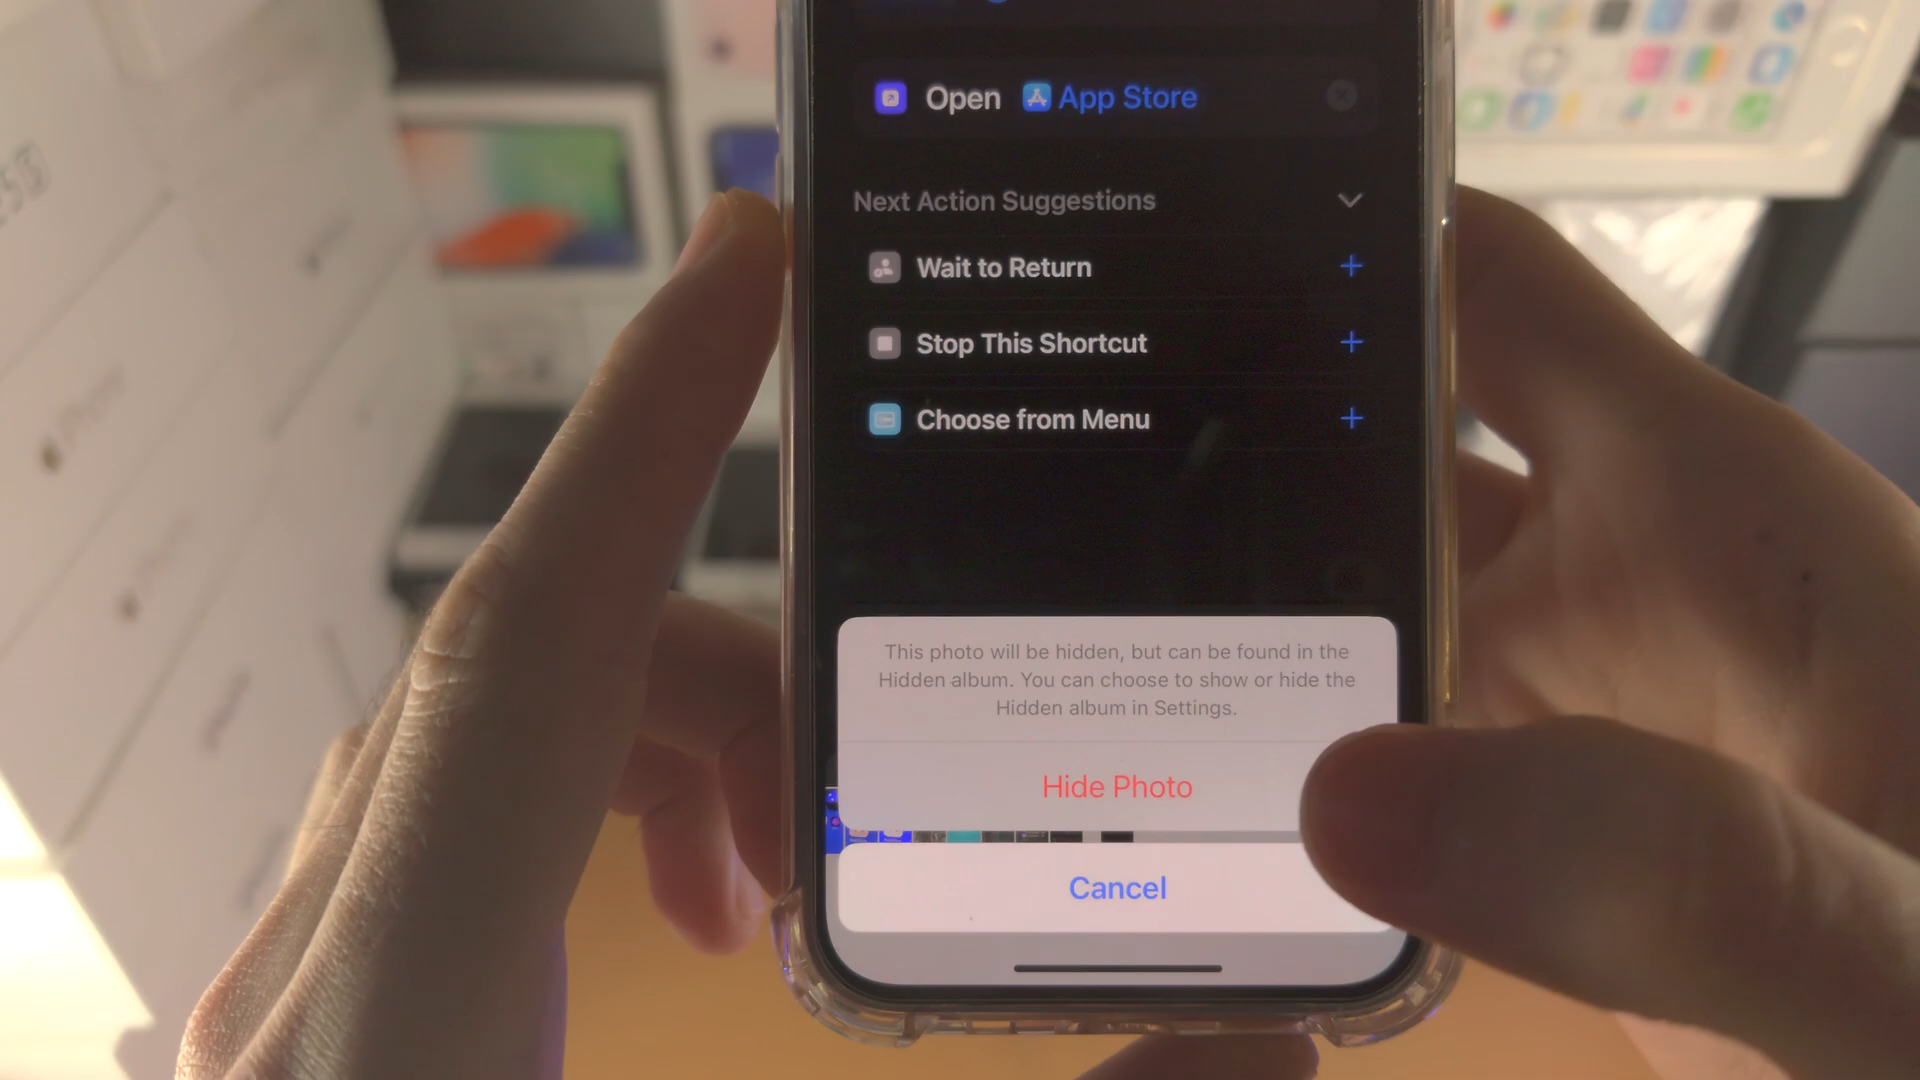 Open App Store
Next Action Suggestions
Wait to Return
Stop This Shortcut
Choose from Menu
This photo will be hidden, but can be found in the
Hidden album. You can choose to show or hide the
Hidden album in Settings.
Hide Photo
Cancel